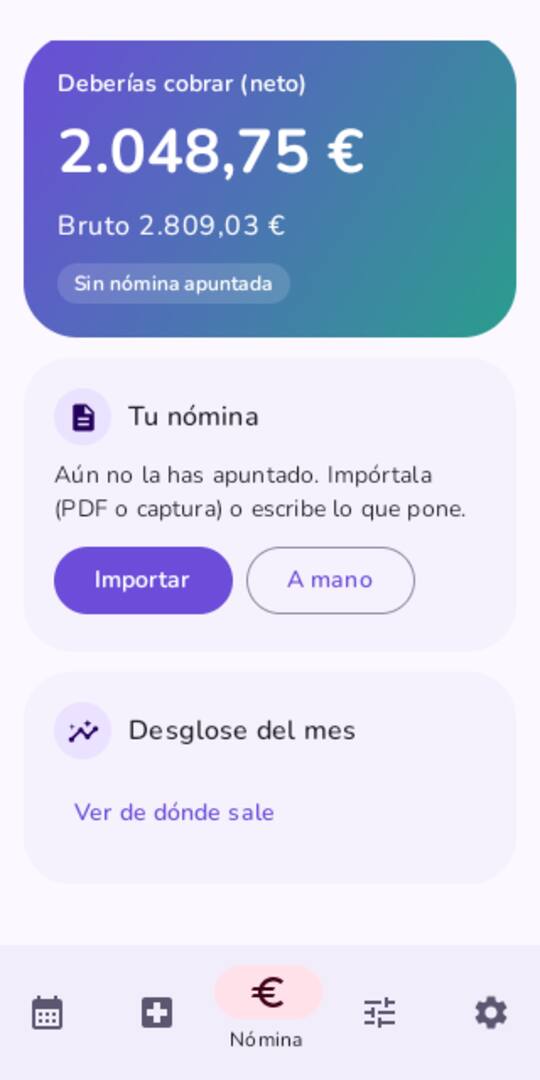 Deberías cobrar (neto)
2.048,75 €
Bruto 2.809,03 €
Sin nómina apuntada
Tu nómina
Aún no la has apuntado. Impórtala
(PDF o captura) o escribe lo que pone.
Importar
A mano
Desglose del mes
Ver de dónde sale
€
Nómina